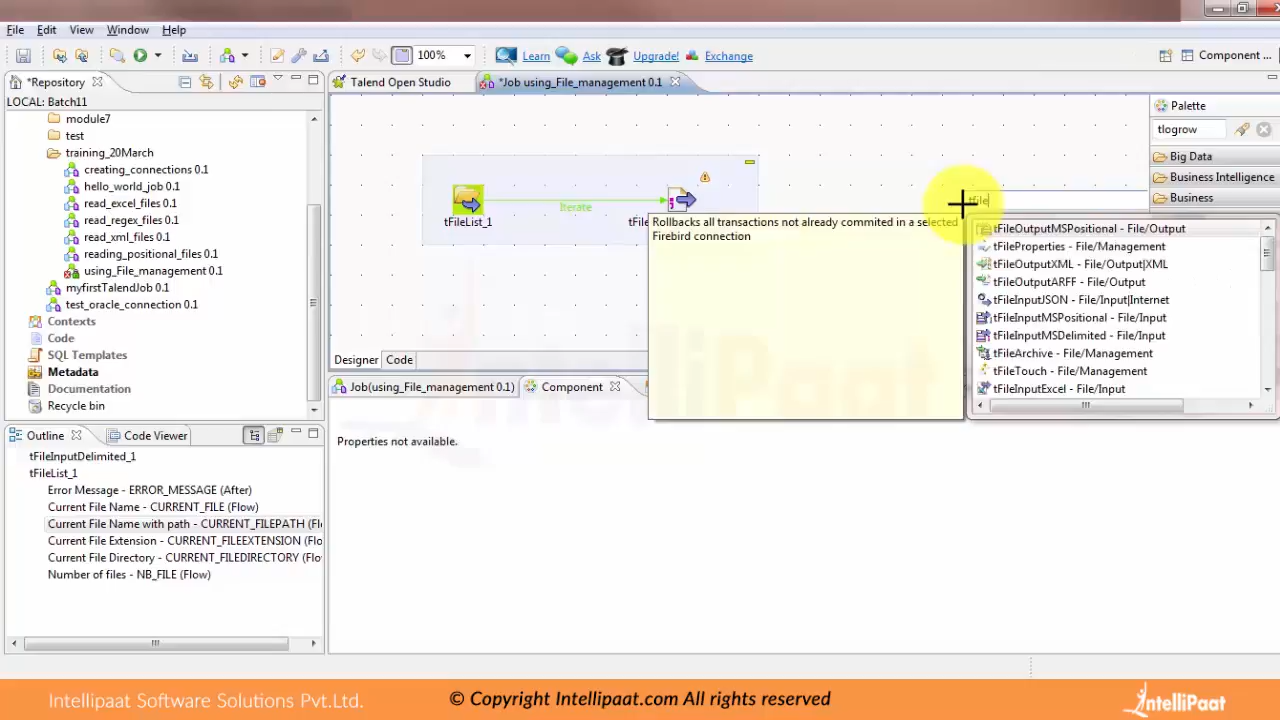 File Edit View Window Help
100% Learn Ask Upgrade! Exchange Component ...
*Repository
LOCAL: Batch11
module7
test
training_20March
creating_connections 0.1
hello_world_job 0.1
read_excel_files 0.1
read_regex_files 0.1
read_xml_files 0.1
reading_positional_files 0.1
using_File_management 0.1
myfirstTalendJob 0.1
test_oracle_connection 0.1
Contexts
Code
SQL Templates
Metadata
Documentation
Recycle bin
Outline Code Viewer
tFileInputDelimited_1
tFileList_1
Error Message - ERROR_MESSAGE (After)
Current File Name - CURRENT_FILE (Flow)
Current File Name with path - CURRENT_FILEPATH (Fl
Current File Extension - CURRENT_FILEEXTENSION (Flo
Current File Directory - CURRENT_FILEDIRECTORY (Flo
Number of files - NB_FILE (Flow)
Talend Open Studio *Job using_File_management 0.1
Iterate
tFileList_1 tFile
Rollbacks all transactions not already commited in a selected
Firebird connection
tfile
tFileOutputMSPositional - File/Output
tFileProperties - File/Management
tFileOutputXML - File/Output|XML
tFileOutputARFF - File/Output
tFileInputJSON - File/Input|Internet
tFileInputMSPositional - File/Input
tFileInputMSDelimited - File/Input
tFileArchive - File/Management
tFileTouch - File/Management
tFileInputExcel - File/Input
Palette
tlogrow
Big Data
Business Intelligence
Business
Designer Code
Job(using_File_management 0.1) Component
Properties not available.
IntelliPaat
Intellipaat Software Solutions Pvt.Ltd. © Copyright Intellipaat.com All rights reserved IntelliPaat